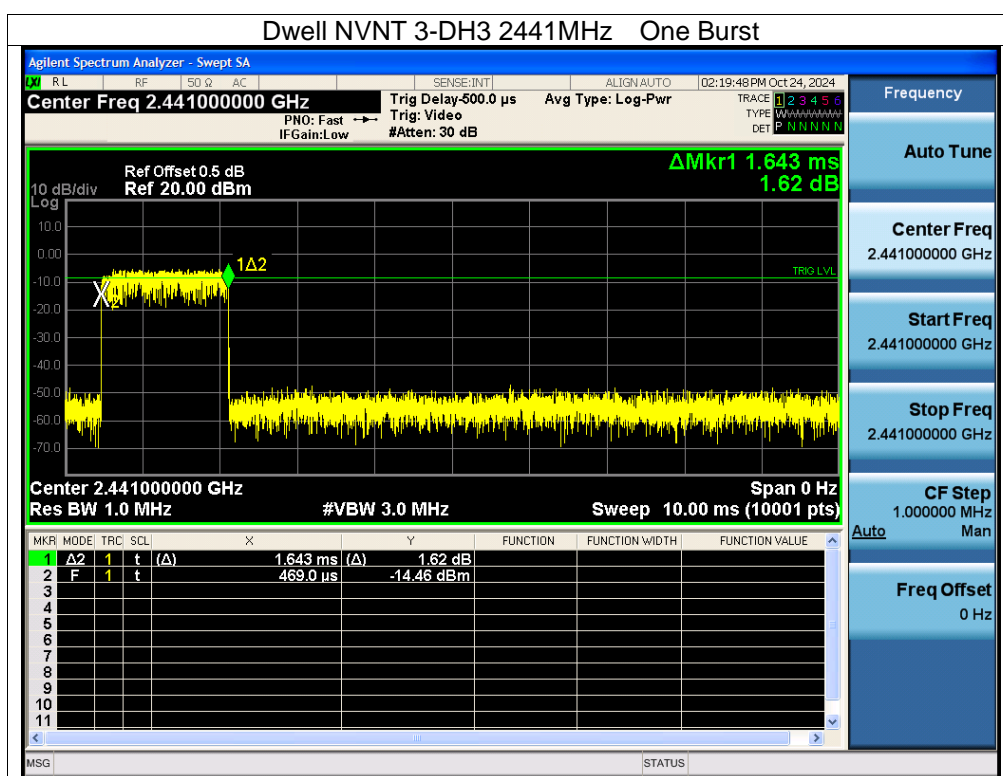 Dwell NVNT 3-DH3 2441MHz One Burst
Agilent Spectrum Analyzer - Swept SA
LXI RL RF 50 Ω AC SENSE:INT ALIGN AUTO 02:19:48 PM Oct 24, 2024
Center Freq 2.441000000 GHz
PNO: Fast
IFGain:Low
Trig Delay-500.0 µs
Trig: Video
#Atten: 30 dB
Avg Type: Log-Pwr
TRACE 1 2 3 4 5 6
TYPE WWWWWW
DET P N N N N N
ΔMkr1 1.643 ms
1.62 dB
Ref Offset 0.5 dB
10 dB/div Ref 20.00 dBm
Log
10.0
0.00
-10.0
-20.0
-30.0
-40.0
-50.0
-60.0
-70.0
1Δ2
2
TRIG LVL
Center 2.441000000 GHz Span 0 Hz
Res BW 1.0 MHz #VBW 3.0 MHz Sweep 10.00 ms (10001 pts)
MKR MODE TRC SCL X Y FUNCTION FUNCTION WIDTH FUNCTION VALUE
1 Δ2 1 t (Δ) 1.643 ms (Δ) 1.62 dB
2 F 1 t 469.0 µs -14.46 dBm
3
4
5
6
7
8
9
10
11
MSG STATUS
Frequency
Auto Tune
Center Freq
2.441000000 GHz
Start Freq
2.441000000 GHz
Stop Freq
2.441000000 GHz
CF Step
1.000000 MHz
Auto Man
Freq Offset
0 Hz